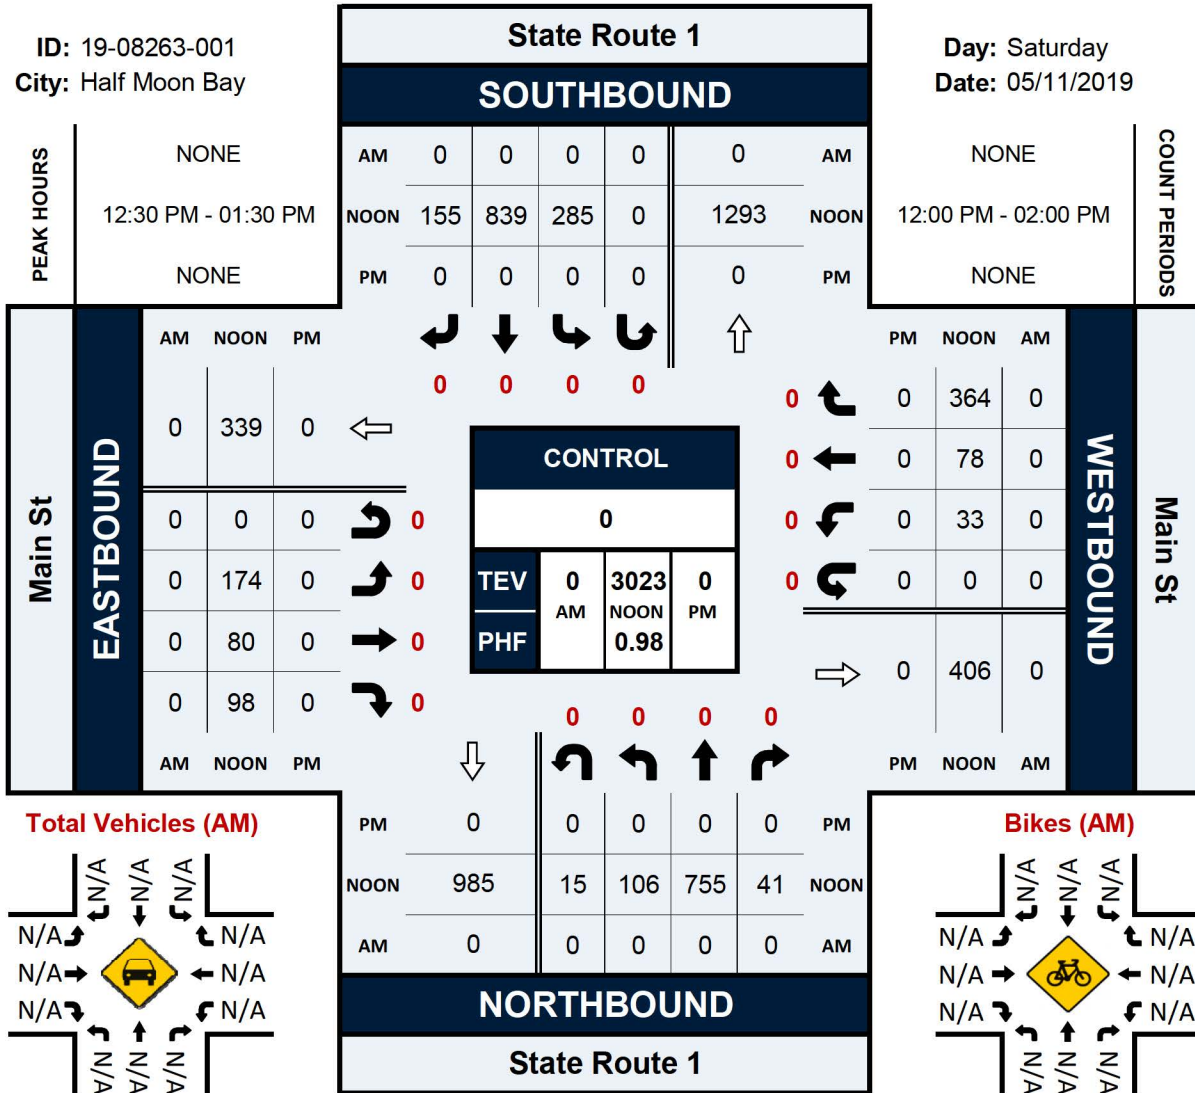 State Route 1
ID: 19-08263-001
Day: Saturday
City: Half Moon Bay
Date: 05/11/2019
SOUTHBOUND
PEAK HOURS
NONE
12:30 PM - 01:30 PM
NONE
AM 0 0 0 0 0 AM
NOON 155 839 285 0 1293 NOON
PM 0 0 0 0 0 PM
NONE
12:00 PM - 02:00 PM
NONE
COUNT PERIODS
Main St
EASTBOUND
AM NOON PM
0 339 0
0 0 0 0
0 174 0 0
0 80 0 0
0 98 0 0
AM NOON PM
0 0 0 0
CONTROL
0
TEV 0 3023 0
AM NOON PM
PHF 0.98
PM NOON AM
0 0 364 0
0 0 78 0
0 0 33 0
0 0 0 0
0 406 0
PM NOON AM
WESTBOUND
Main St
0 0 0 0
PM 0 0 0 0 0 PM
NOON 985 15 106 755 41 NOON
AM 0 0 0 0 0 AM
NORTHBOUND
State Route 1
Total Vehicles (AM)
N/A N/A N/A
N/A N/A
N/A N/A
N/A N/A
N/A N/A N/A
Bikes (AM)
N/A N/A N/A
N/A N/A
N/A N/A
N/A N/A
N/A N/A N/A